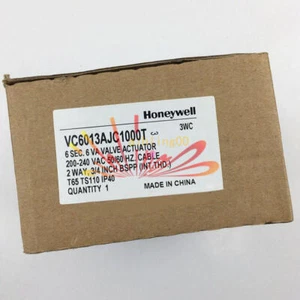 Honeywell
VC6013AJC1000T 3
3WC
6 SEC. 6 VA VALVE ACTUATOR
200-240 VAC 50/60 HZ. CABLE
2 WAY, 3/4 INCH BSPP (INT.THD.)
T65 TS110 IP40
QUANTITY 1
MADE IN CHINA